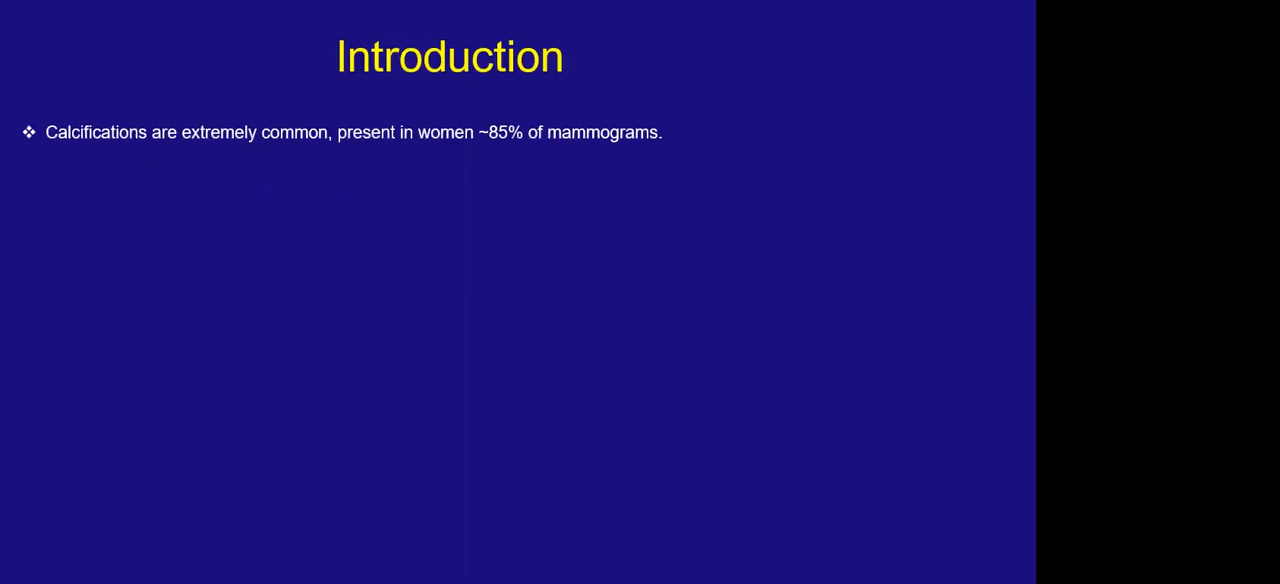 Introduction
❖ Calcifications are extremely common, present in women ~85% of mammograms.